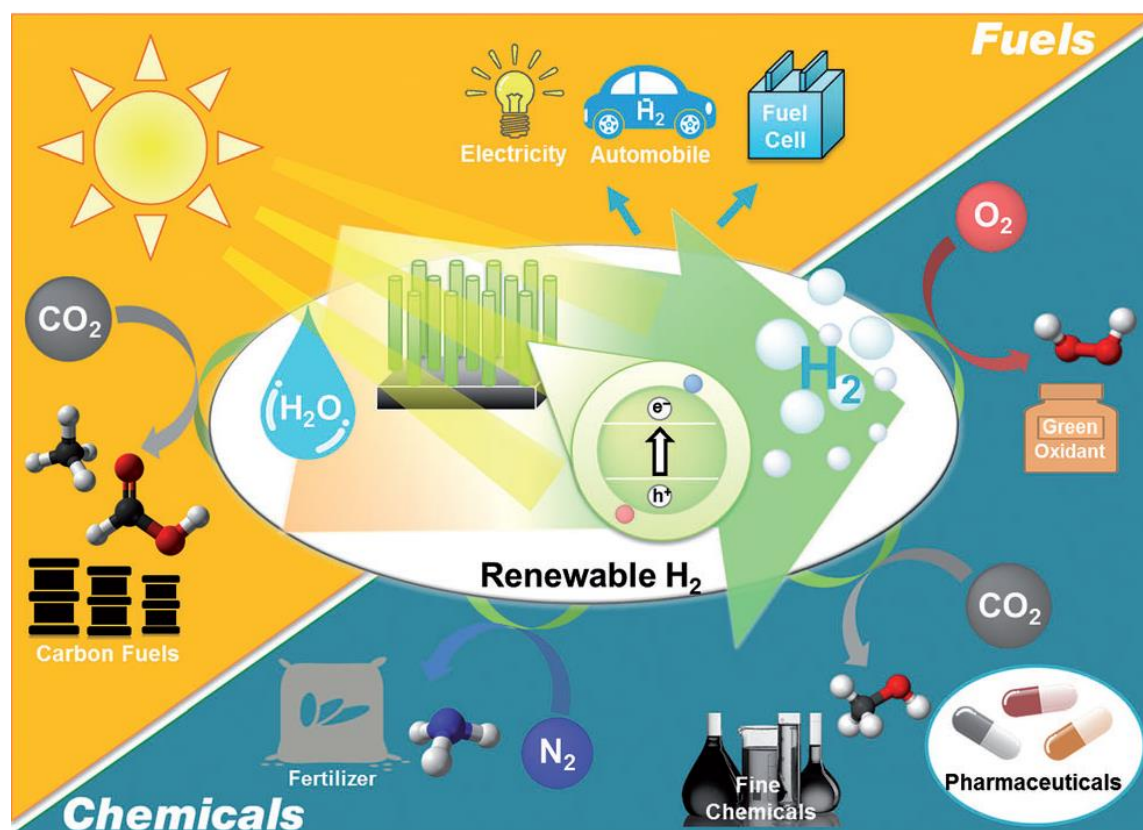 Fuels
Electricity
Automobile
H₂
Fuel
Cell
O₂
CO₂
H₂O
H₂
e⁻
h⁺
Green
Oxidant
Renewable H₂
CO₂
Carbon Fuels
N₂
Fertilizer
Fine
Chemicals
Pharmaceuticals
Chemicals